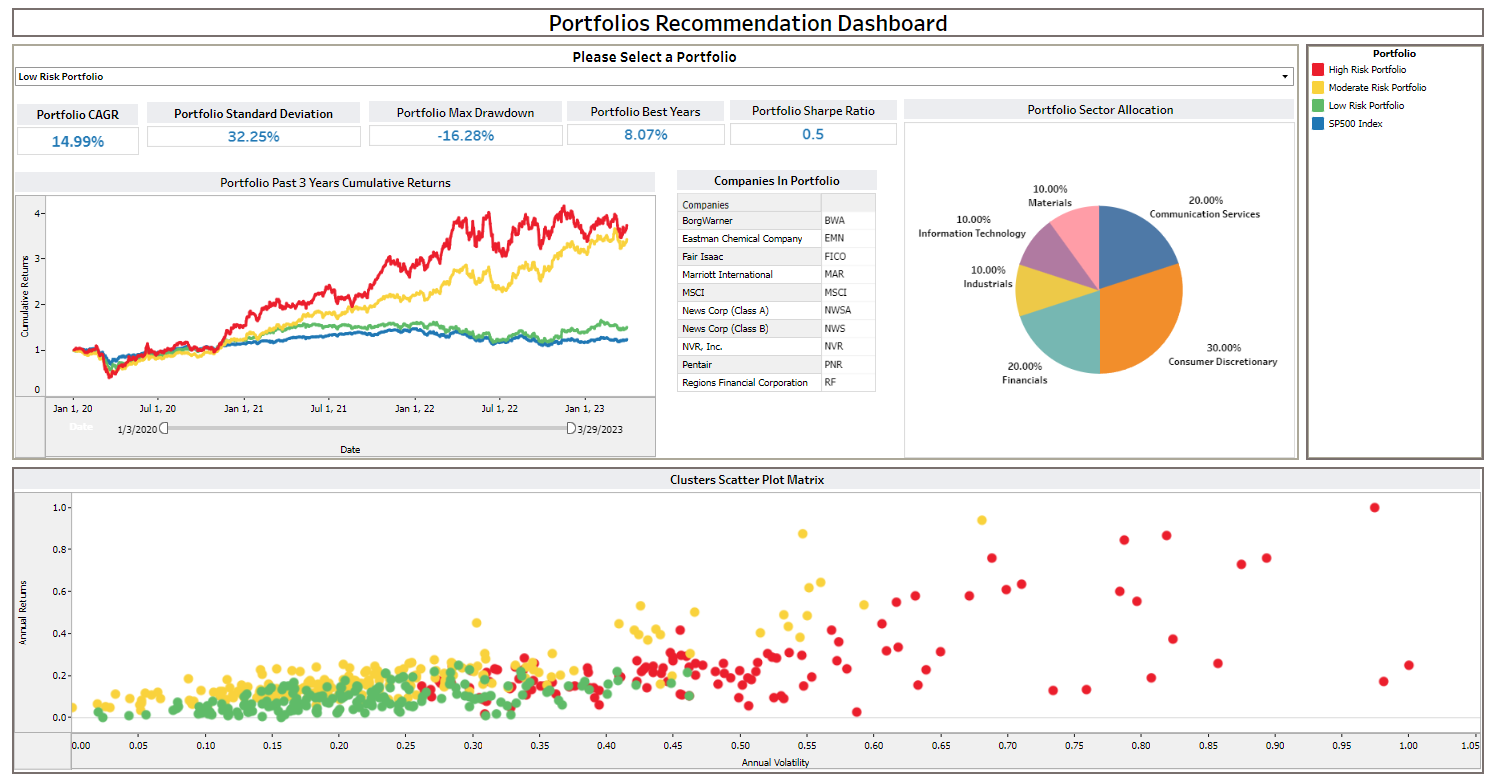 Portfolios Recommendation Dashboard
Please Select a Portfolio
Low Risk Portfolio
Portfolio CAGR
14.99%
Portfolio Standard Deviation
32.25%
Portfolio Max Drawdown
-16.28%
Portfolio Best Years
8.07%
Portfolio Sharpe Ratio
0.5
Portfolio Past 3 Years Cumulative Returns
Cumulative Returns
4
3
2
1
0
Jan 1, 20
Jul 1, 20
Jan 1, 21
Jul 1, 21
Jan 1, 22
Jul 1, 22
Jan 1, 23
Date
1/3/2020
3/29/2023
Date
Companies In Portfolio
Companies
BorgWarner BWA
Eastman Chemical Company EMN
Fair Isaac FICO
Marriott International MAR
MSCI MSCI
News Corp (Class A) NWSA
News Corp (Class B) NWS
NVR, Inc. NVR
Pentair PNR
Regions Financial Corporation RF
Portfolio Sector Allocation
10.00%
Materials
20.00%
Communication Services
10.00%
Information Technology
10.00%
Industrials
30.00%
Consumer Discretionary
20.00%
Financials
Portfolio
High Risk Portfolio
Moderate Risk Portfolio
Low Risk Portfolio
SP500 Index
Clusters Scatter Plot Matrix
Annual Returns
1.0
0.8
0.6
0.4
0.2
0.0
0.00
0.05
0.10
0.15
0.20
0.25
0.30
0.35
0.40
0.45
0.50
0.55
0.60
0.65
0.70
0.75
0.80
0.85
0.90
0.95
1.00
1.05
Annual Volatility